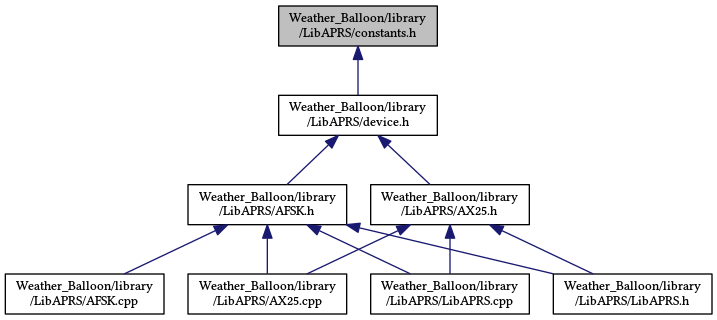 Weather_Balloon/library
/LibAPRS/constants.h
Weather_Balloon/library
/LibAPRS/device.h
Weather_Balloon/library
/LibAPRS/AFSK.h
Weather_Balloon/library
/LibAPRS/AX25.h
Weather_Balloon/library
/LibAPRS/AFSK.cpp
Weather_Balloon/library
/LibAPRS/AX25.cpp
Weather_Balloon/library
/LibAPRS/LibAPRS.cpp
Weather_Balloon/library
/LibAPRS/LibAPRS.h